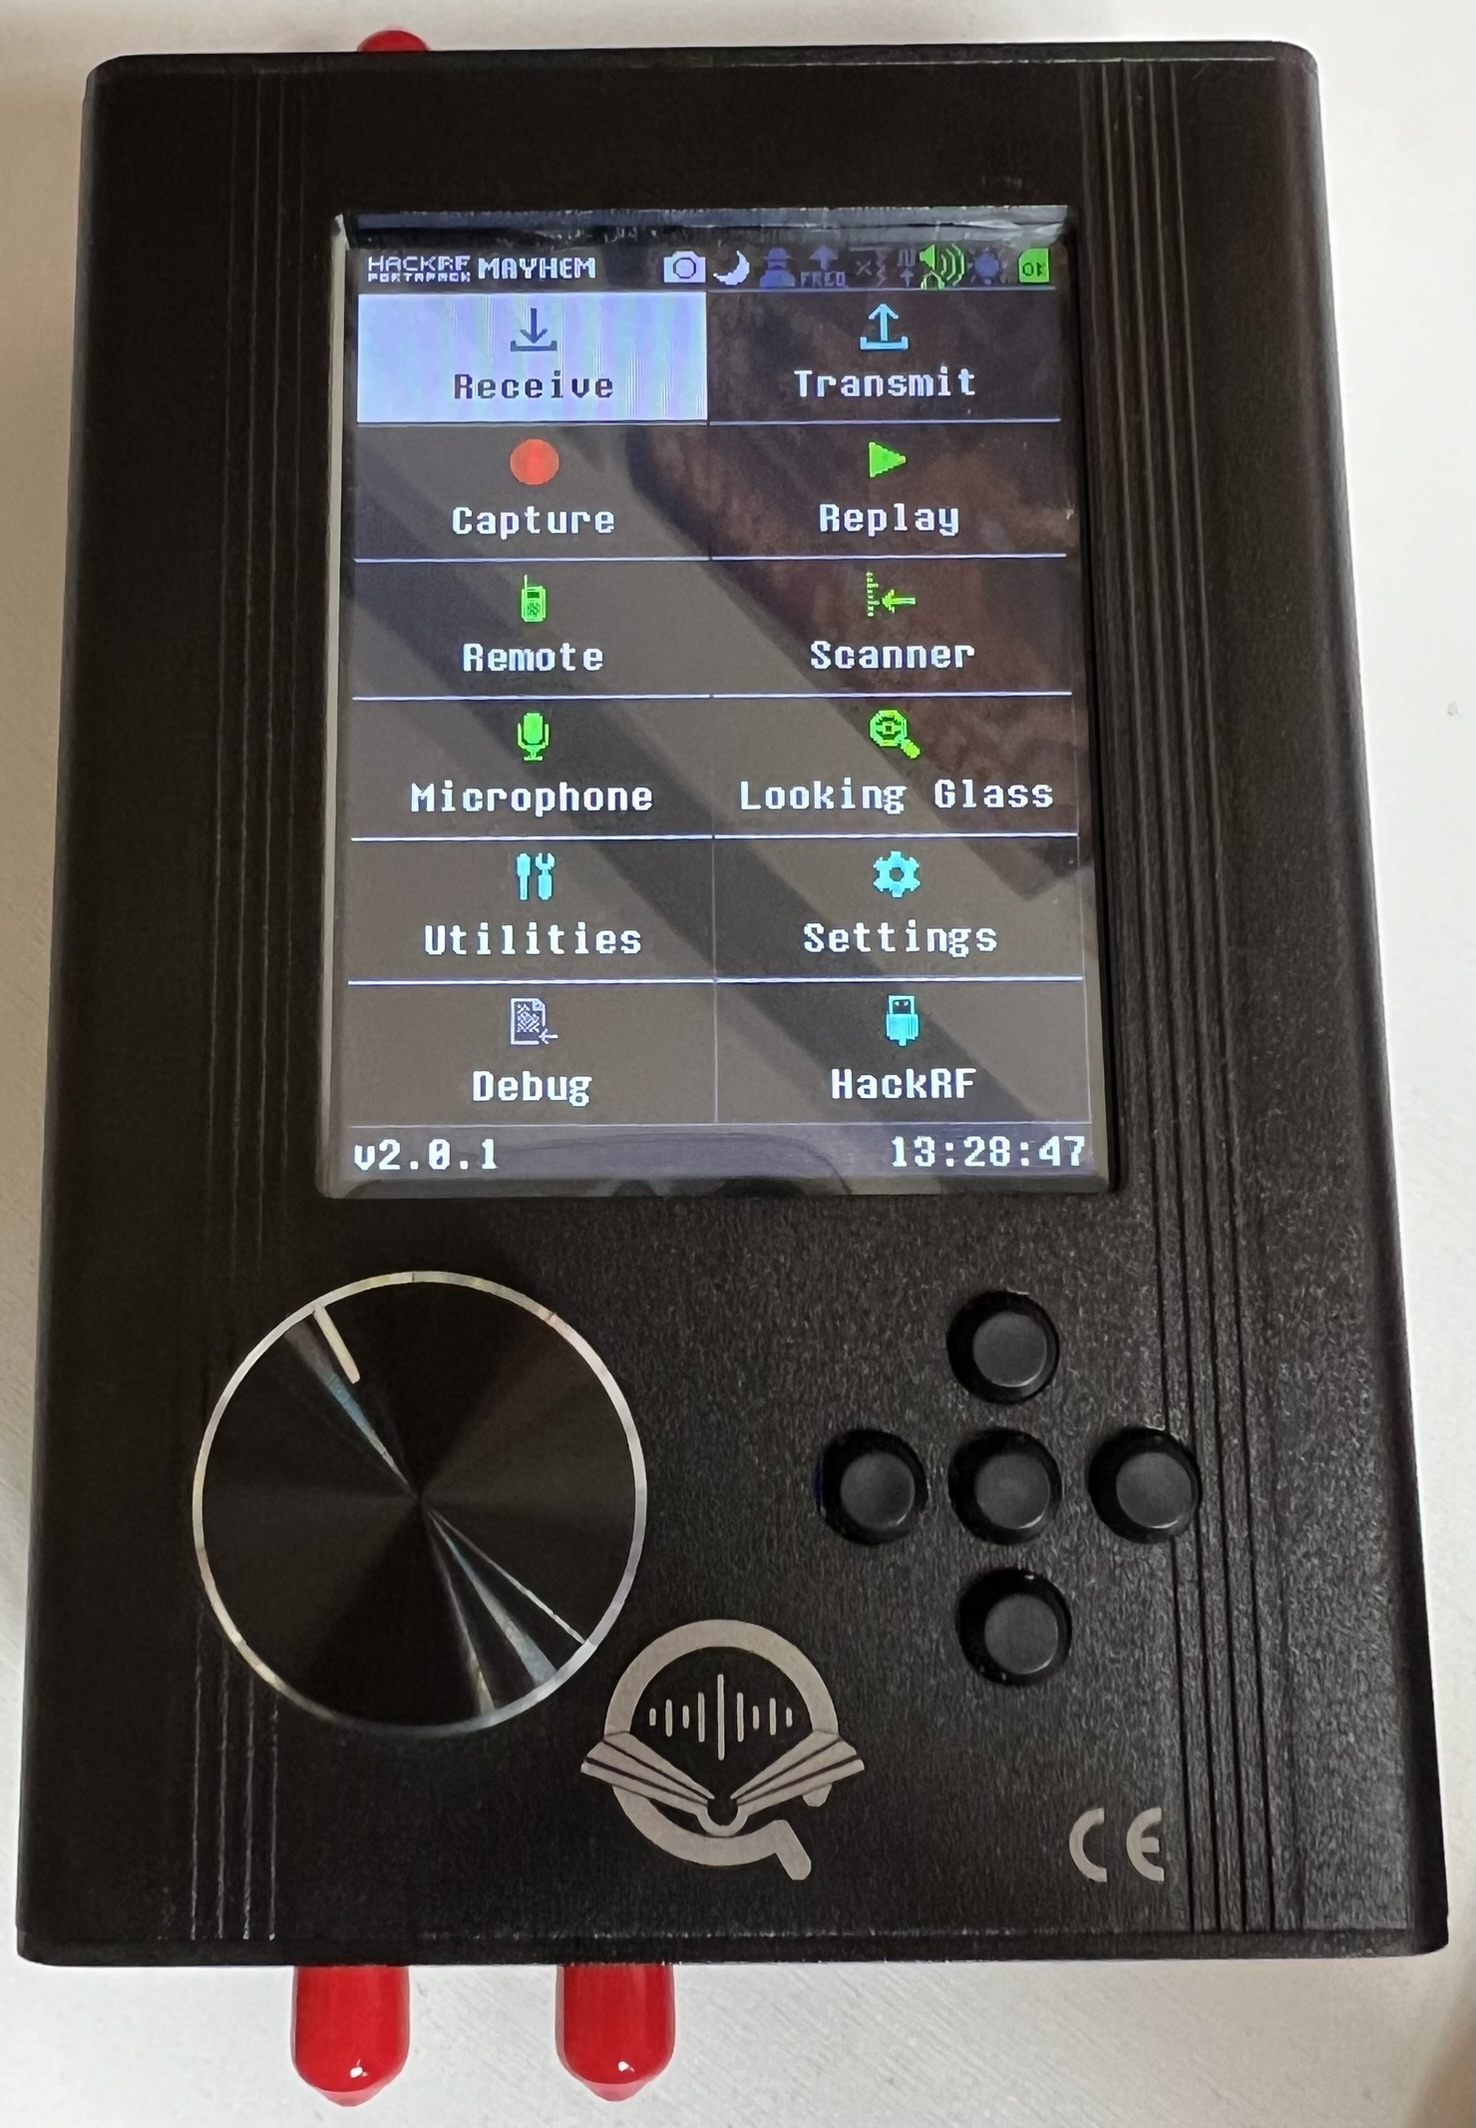 HACKRF PORTAPACK MAYHEM FREQ OK
Receive Transmit
Capture Replay
Remote Scanner
Microphone Looking Glass
Utilities Settings
Debug HackRF
v2.0.1 13:28:47
CE